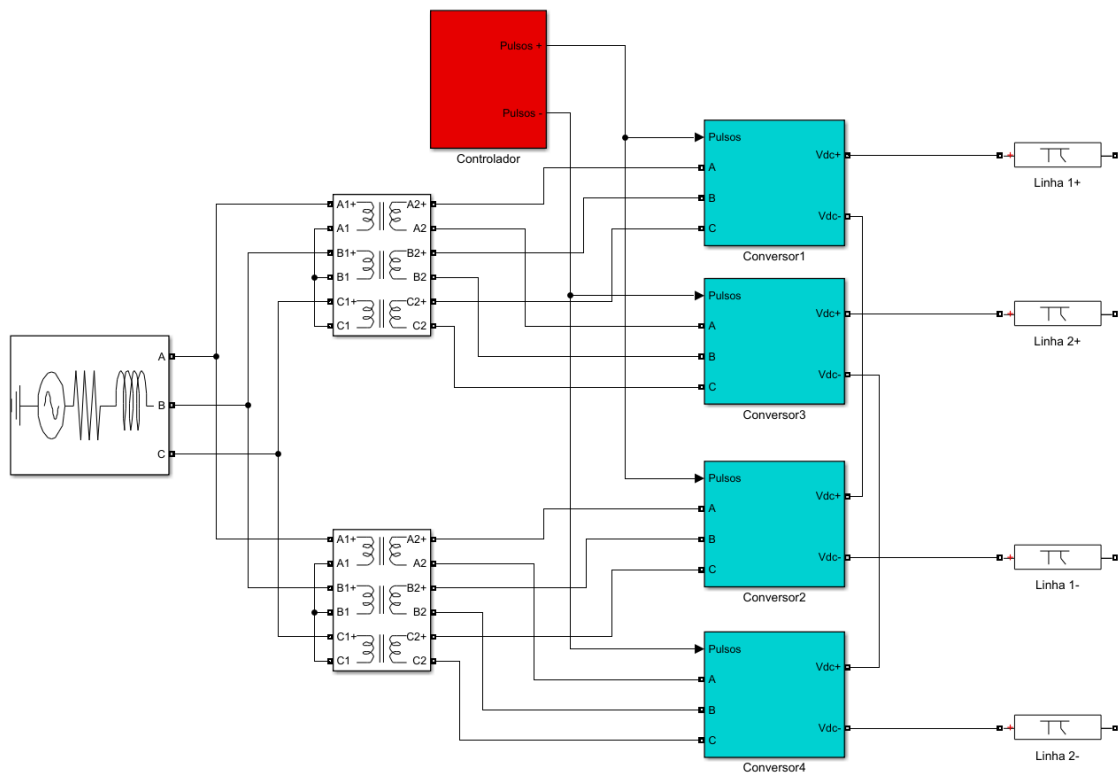 Pulsos +
Pulsos -
Controlador
Pulsos
A
B
C
Vdc+
Vdc-
Conversor1
Linha 1+
A1+
A1
B1+
B1
C1+
C1
A2+
A2
B2+
B2
C2+
C2
Pulsos
A
B
C
Vdc+
Vdc-
Conversor3
Linha 2+
A
B
C
Pulsos
A
B
C
Vdc+
Vdc-
Conversor2
Linha 1-
A1+
A1
B1+
B1
C1+
C1
A2+
A2
B2+
B2
C2+
C2
Pulsos
A
B
C
Vdc+
Vdc-
Conversor4
Linha 2-